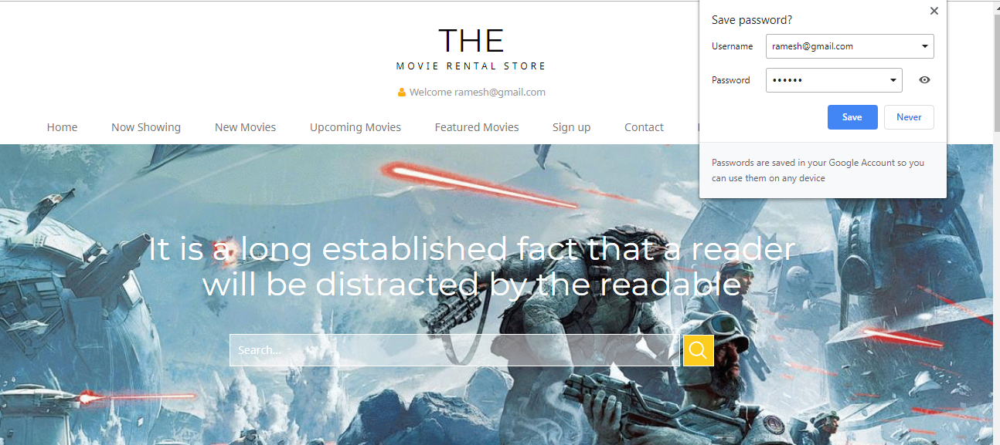 THE
MOVIE RENTAL STORE
Welcome ramesh@gmail.com
Home Now Showing New Movies Upcoming Movies Featured Movies Sign up Contact
Save password?
Username ramesh@gmail.com
Password ••••••
Save Never
Passwords are saved in your Google Account so you
can use them on any device
It is a long established fact that a reader
will be distracted by the readable
Search...